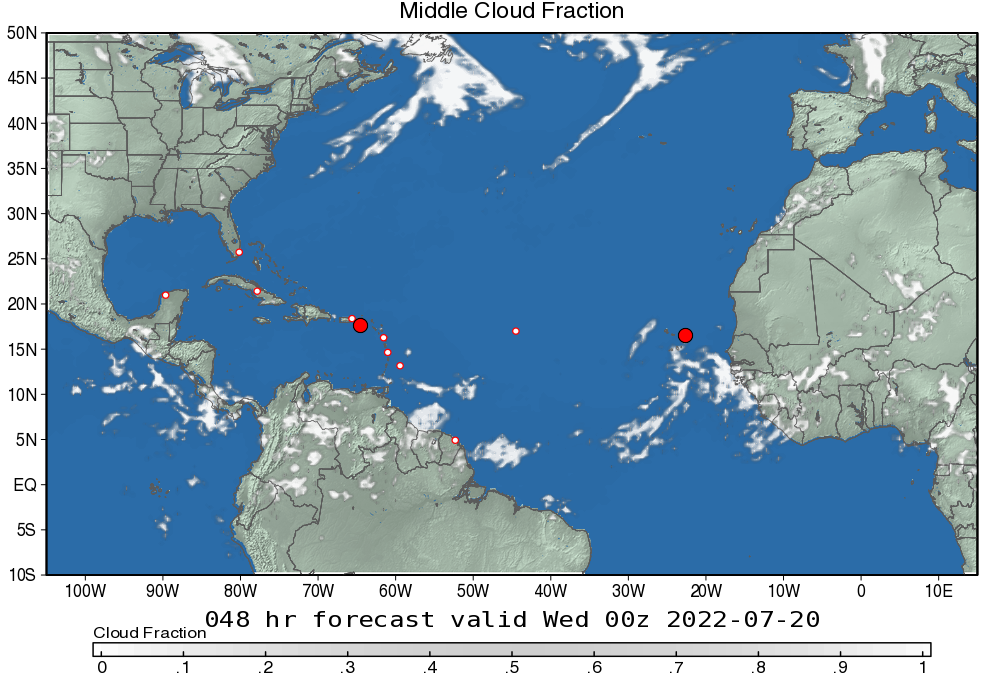 Middle Cloud Fraction
50N
45N
40N
35N
30N
25N
20N
15N
10N
5N
EQ
5S
10S
100W 90W 80W 70W 60W 50W 40W 30W 20W 10W 0 10E
048 hr forecast valid Wed 00z 2022-07-20
Cloud Fraction
0 .1 .2 .3 .4 .5 .6 .7 .8 .9 1